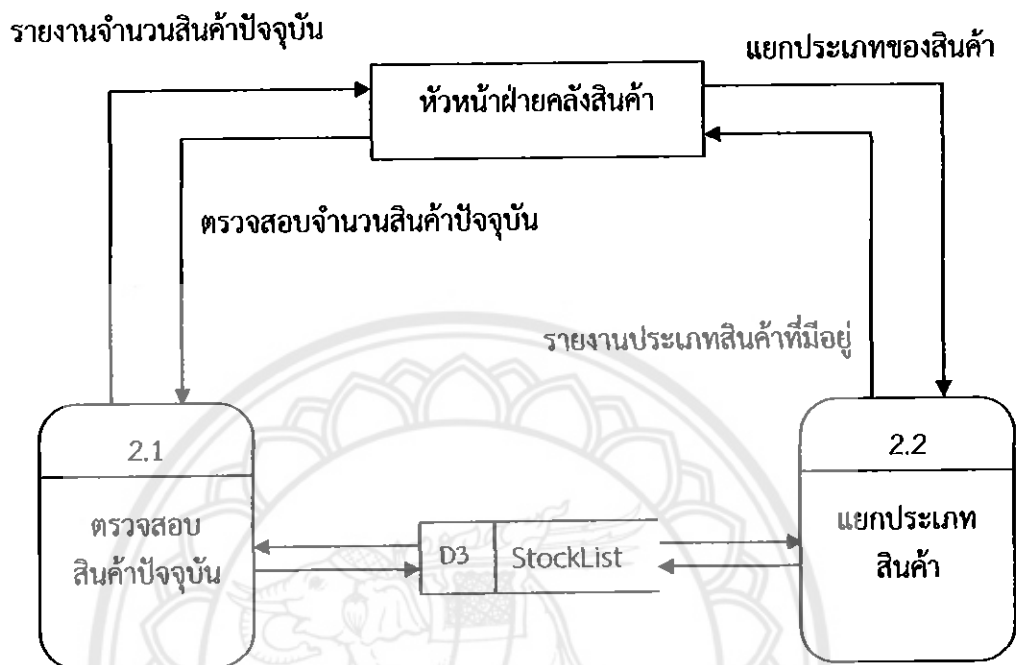 รายงานจำนวนสินค้าปัจจุบัน
แยกประเภทของสินค้า
หัวหน้าฝ่ายคลังสินค้า
ตรวจสอบจำนวนสินค้าปัจจุบัน
รายงานประเภทสินค้าที่มีอยู่
2.1
ตรวจสอบ
สินค้าปัจจุบัน
D3
StockList
2.2
แยกประเภท
สินค้า